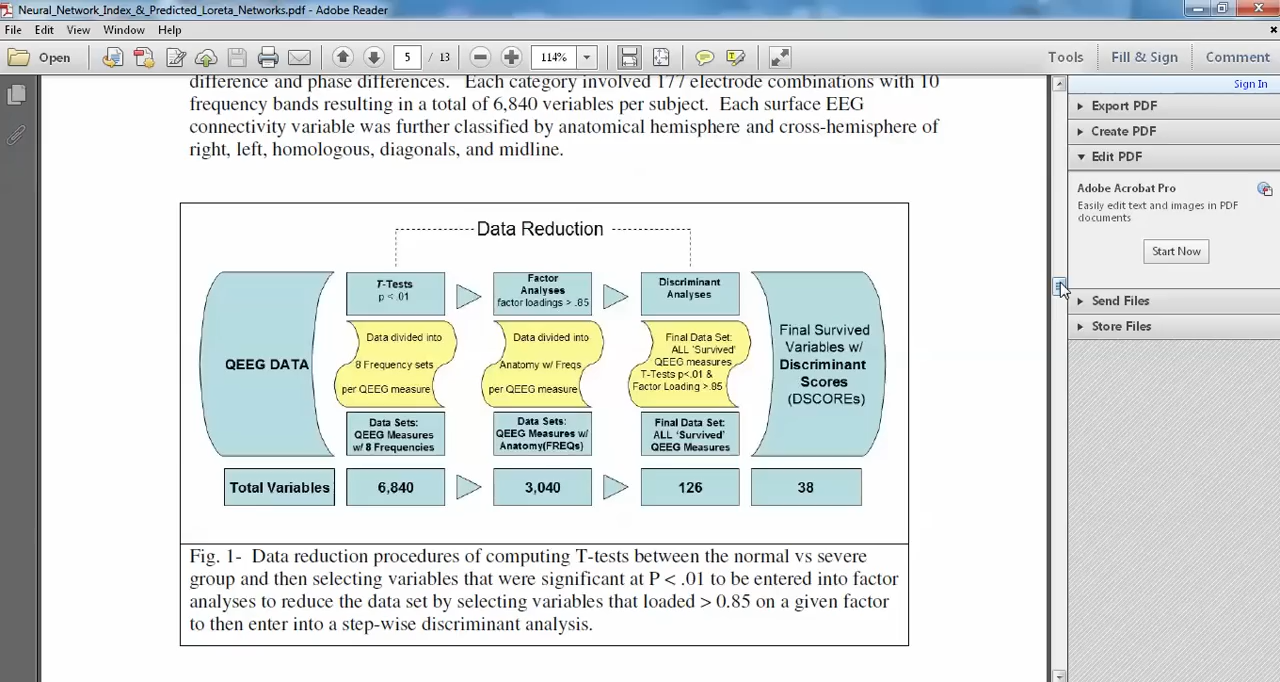 Neural_Network_Index_&_Predicted_Loreta_Networks.pdf - Adobe Reader
File Edit View Window Help
Open 5 / 13 114% Tools Fill & Sign Comment
Sign In
Export PDF
Create PDF
Edit PDF
Adobe Acrobat Pro
Easily edit text and images in PDF
documents
Start Now
Send Files
Store Files
difference and phase differences. Each category involved 177 electrode combinations with 10
frequency bands resulting in a total of 6,840 veriables per subject. Each surface EEG
connectivity variable was further classified by anatomical hemisphere and cross-hemisphere of
right, left, homologous, diagonals, and midline.
Data Reduction
QEEG DATA
T-Tests
p < .01
Data divided into
8 Frequency sets
per QEEG measure
Data Sets:
QEEG Measures
w/ 8 Frequencies
Factor
Analyses
factor loadings > .85
Data divided into
Anatomy w/ Freqs
per QEEG measure
Data Sets:
QEEG Measures w/
Anatomy(FREQs)
Discriminant
Analyses
Final Data Set:
ALL 'Survived'
QEEG measures
T-Tests p<.01 &
Factor Loading >.85
Final Data Set:
ALL 'Survived'
QEEG Measures
Final Survived
Variables w/
Discriminant
Scores
(DSCOREs)
Total Variables 6,840 3,040 126 38
Fig. 1- Data reduction procedures of computing T-tests between the normal vs severe
group and then selecting variables that were significant at P < .01 to be entered into factor
analyses to reduce the data set by selecting variables that loaded > 0.85 on a given factor
to then enter into a step-wise discriminant analysis.